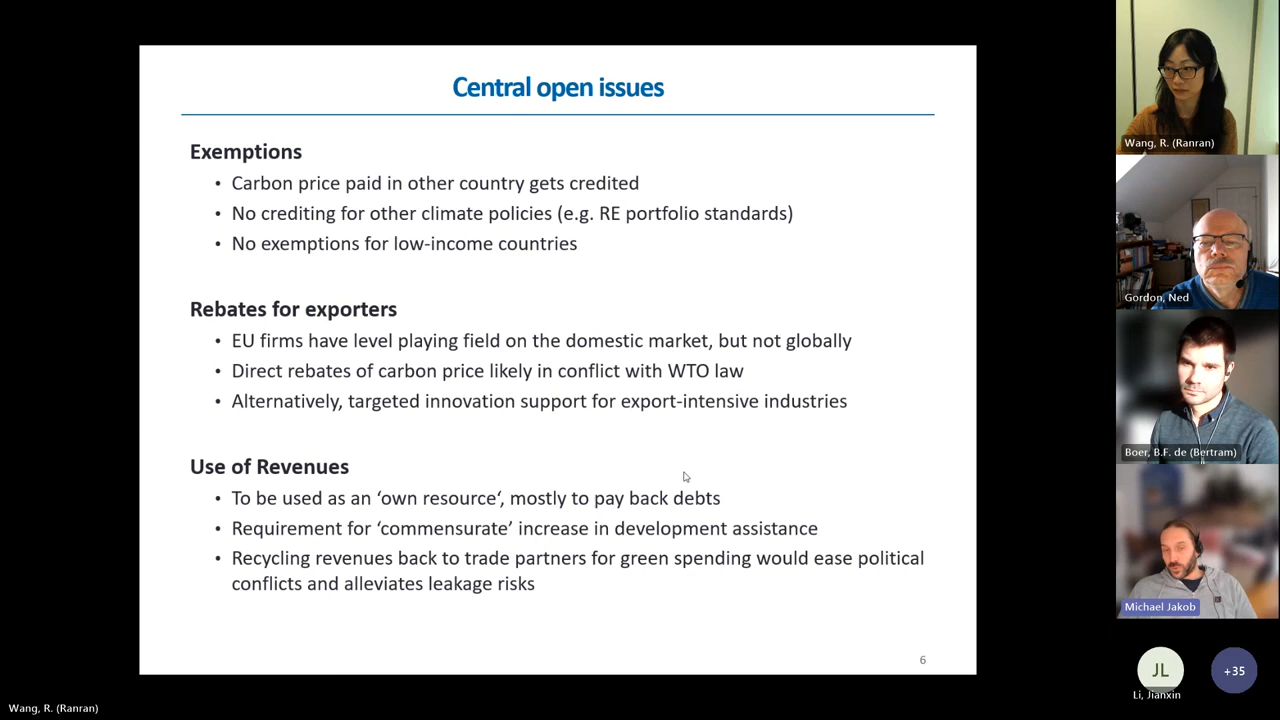 Central open issues
Exemptions
• Carbon price paid in other country gets credited
• No crediting for other climate policies (e.g. RE portfolio standards)
• No exemptions for low-income countries
Rebates for exporters
• EU firms have level playing field on the domestic market, but not globally
• Direct rebates of carbon price likely in conflict with WTO law
• Alternatively, targeted innovation support for export-intensive industries
Use of Revenues
• To be used as an ‘own resource‘, mostly to pay back debts
• Requirement for ‘commensurate’ increase in development assistance
• Recycling revenues back to trade partners for green spending would ease political
conflicts and alleviates leakage risks
6
Wang, R. (Ranran)
Gordon, Ned
Boer, B.F. de (Bertram)
Michael Jakob
JL
+35
Li, Jianxin
Wang, R. (Ranran)